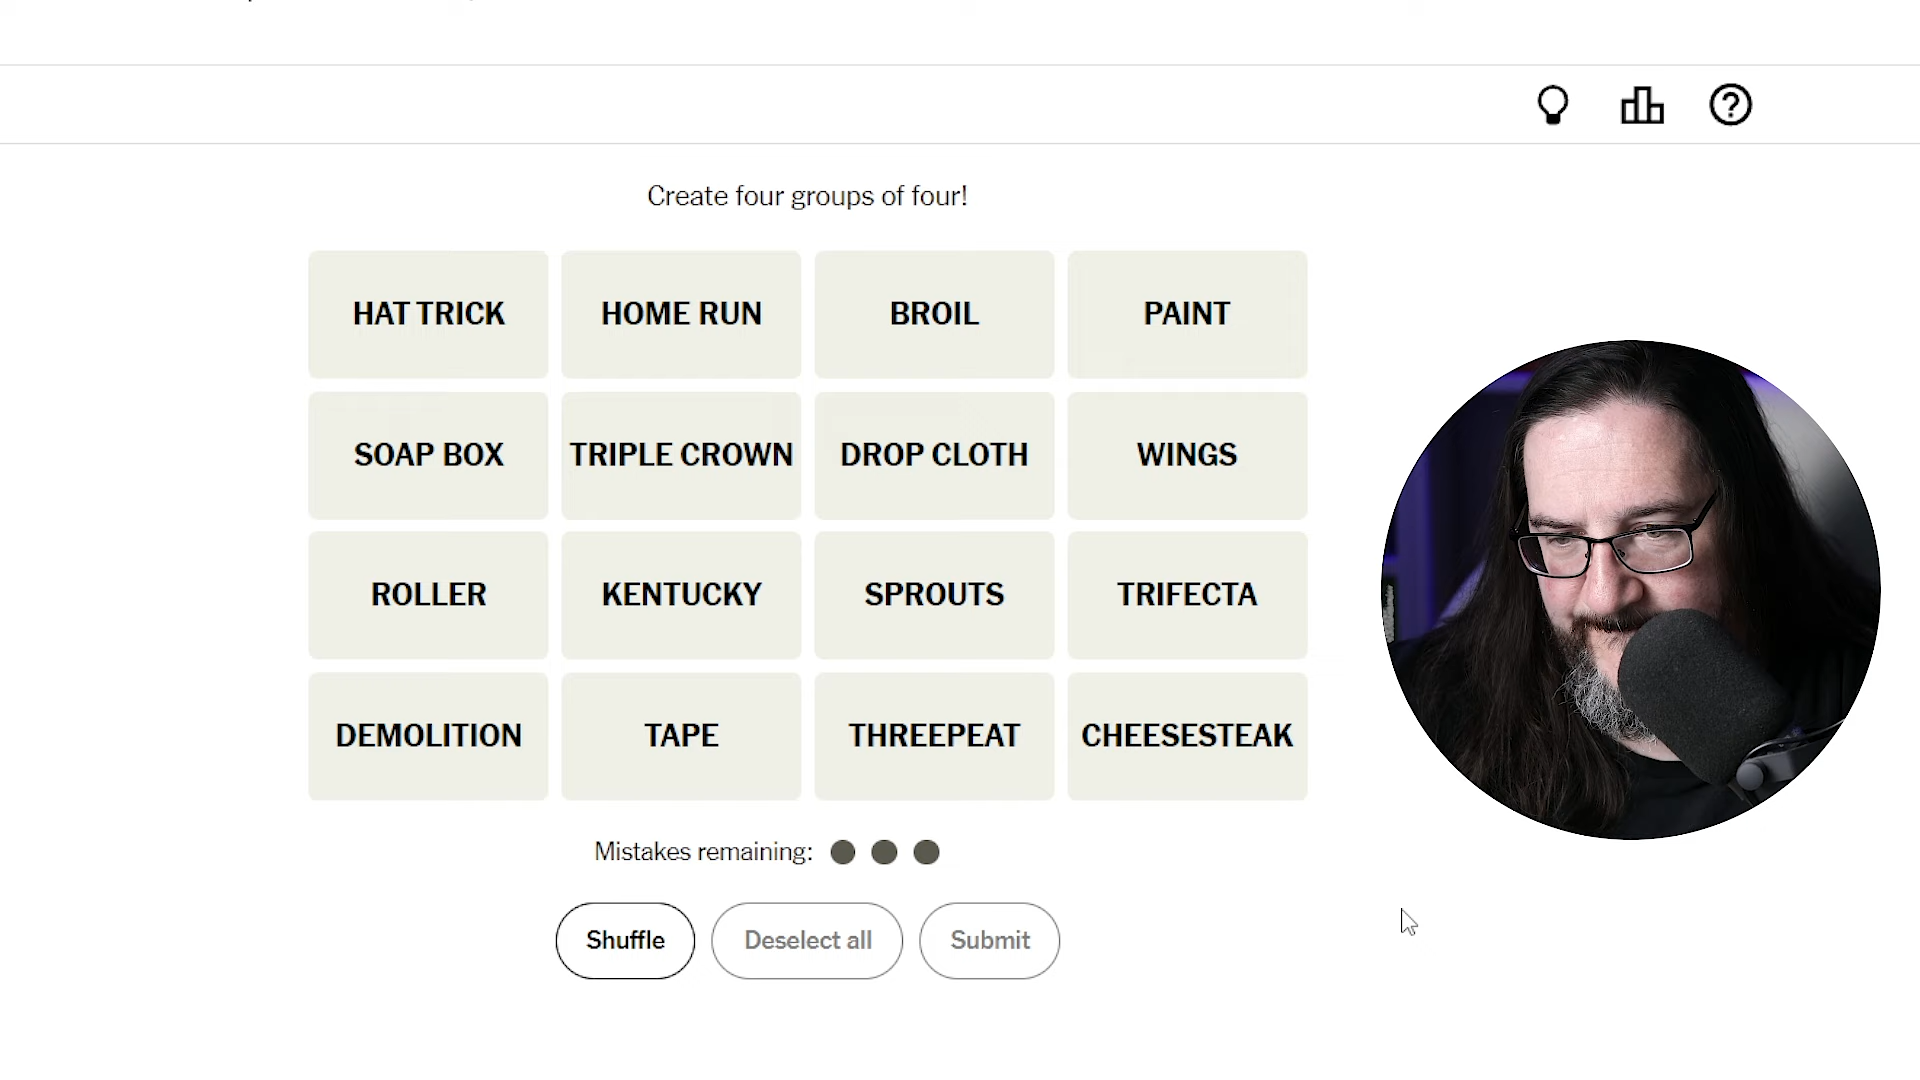 Create four groups of four!
HAT TRICK HOME RUN BROIL PAINT
SOAP BOX TRIPLE CROWN DROP CLOTH WINGS
ROLLER KENTUCKY SPROUTS TRIFECTA
DEMOLITION TAPE THREEPEAT CHEESESTEAK
Mistakes remaining:
Shuffle Deselect all Submit